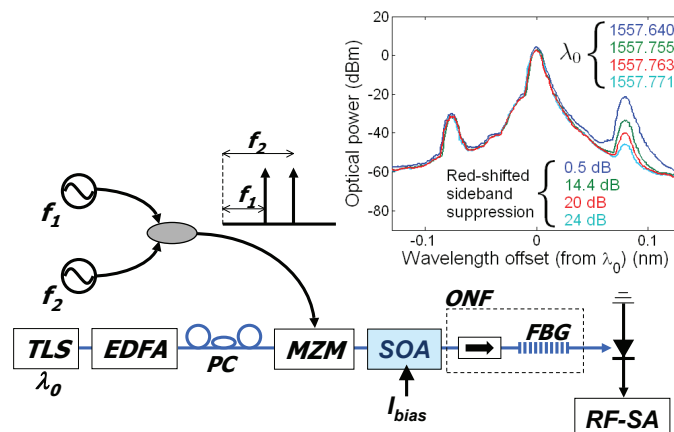 20
0
-20
-40
-60
-80
Optical power
(dBm)
λ0
1557.640
1557.755
1557.763
1557.771
Red-shifted
sideband
suppression
0.5 dB
14.4 dB
20 dB
24 dB
-0.1
0
0.1
Wavelength offset (from λ0) (nm)
f1
f2
f2
f1
ONF
TLS
EDFA
PC
MZM
SOA
FBG
λ0
Ibias
RF-SA